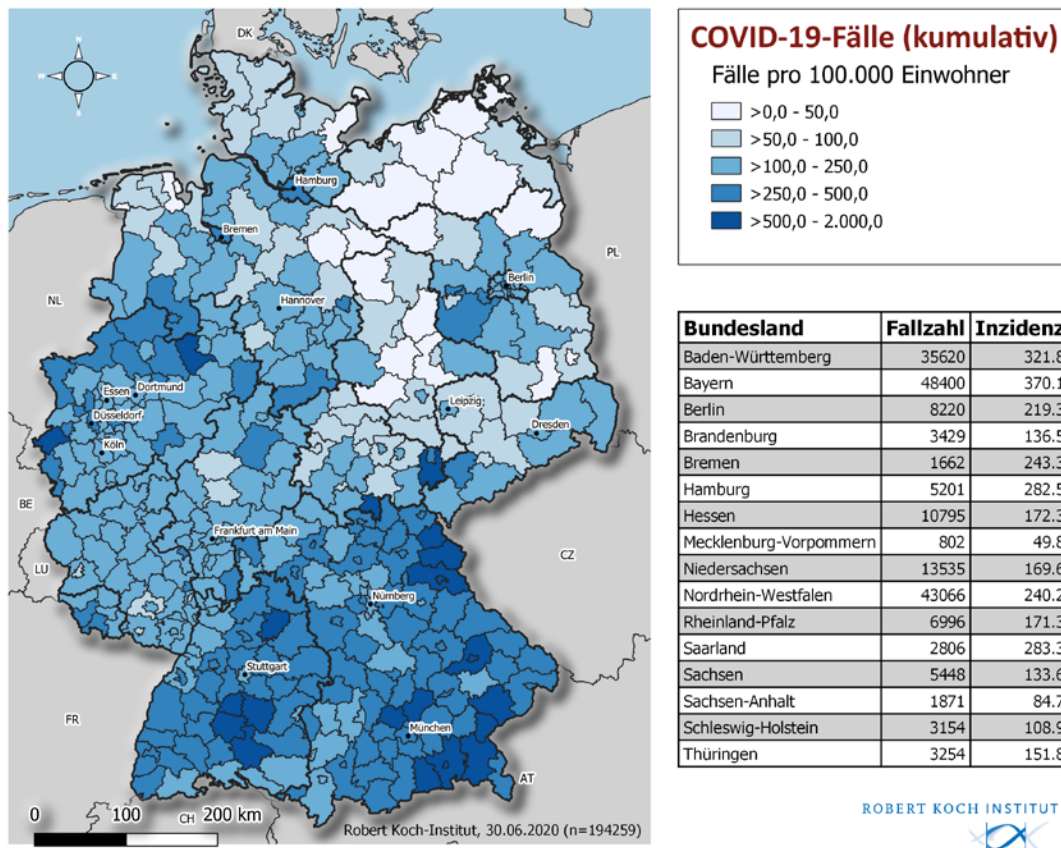 COVID-19-Fälle (kumulativ)
Fälle pro 100.000 Einwohner
>0,0 - 50,0
>50,0 - 100,0
>100,0 - 250,0
>250,0 - 500,0
>500,0 - 2.000,0
N
W E
S
DK
Hamburg
Bremen
PL
Berlin
NL
Hannover
Essen Dortmund
Düsseldorf
Leipzig
Dresden
Köln
BE
Frankfurt am Main
LU
CZ
Nürnberg
Stuttgart
FR
München
AT
CH
0 100 200 km
Robert Koch-Institut, 30.06.2020 (n=194259)
Bundesland Fallzahl Inzidenz
Baden-Württemberg 35620 321.8
Bayern 48400 370.1
Berlin 8220 219.3
Brandenburg 3429 136.5
Bremen 1662 243.3
Hamburg 5201 282.5
Hessen 10795 172.3
Mecklenburg-Vorpommern 802 49.8
Niedersachsen 13535 169.6
Nordrhein-Westfalen 43066 240.2
Rheinland-Pfalz 6996 171.3
Saarland 2806 283.3
Sachsen 5448 133.6
Sachsen-Anhalt 1871 84.7
Schleswig-Holstein 3154 108.9
Thüringen 3254 151.8
ROBERT KOCH INSTITUT